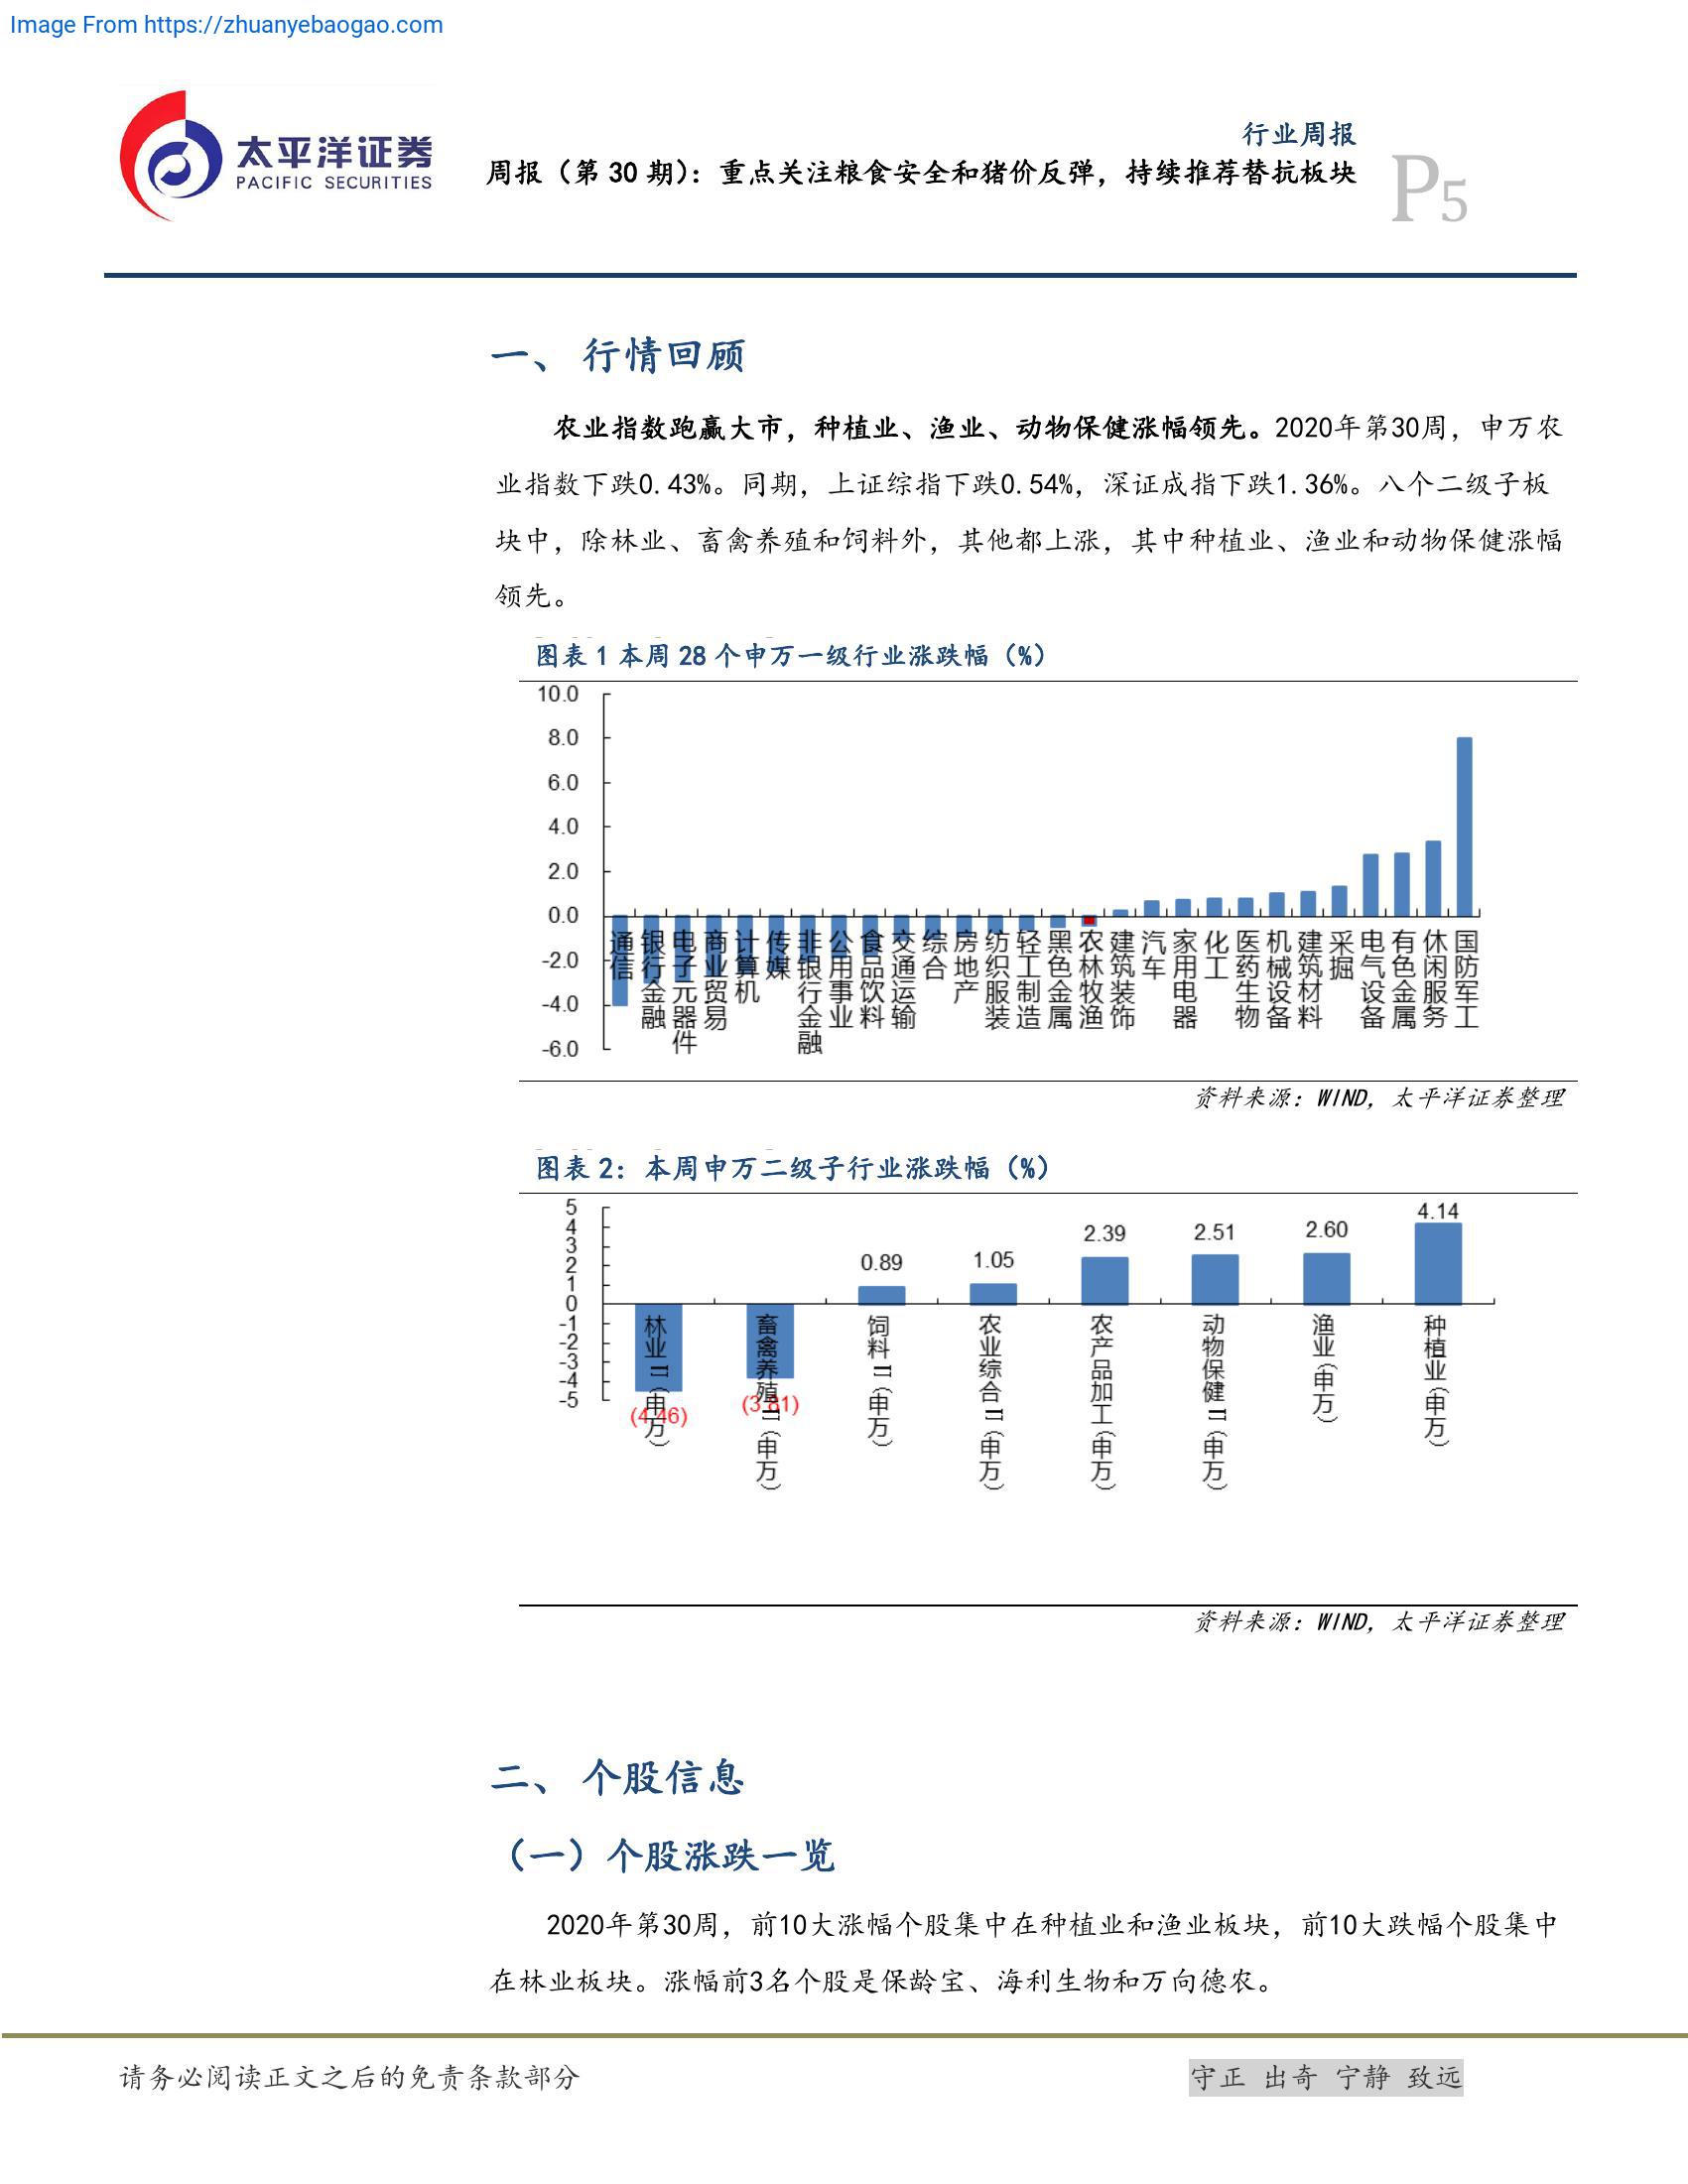 Image From https://zhuanyebaogao.com
太平洋证券
PACIFIC SECURITIES
行业周报
周报（第 30 期）：重点关注粮食安全和猪价反弹，持续推荐替抗板块
P5
一、 行情回顾
农业指数跑赢大市，种植业、渔业、动物保健涨幅领先。2020年第30周，申万农
业指数下跌0.43%。同期，上证综指下跌0.54%，深证成指下跌1.36%。八个二级子板
块中，除林业、畜禽养殖和饲料外，其他都上涨，其中种植业、渔业和动物保健涨幅
领先。
图表 1 本周 28 个申万一级行业涨跌幅（%）
10.0
8.0
6.0
4.0
2.0
0.0
-2.0
-4.0
-6.0
通信
银行金融
电子元器件
商业贸易
计算机
传媒
非银行金融
公用事业
食品饮料
交通运输
综合
房地产
纺织服装
轻工制造
黑色金属
农林牧渔
建筑装饰
汽车
家用电器
化工
医药生物
机械设备
建筑材料
采掘
电气设备
有色金属
休闲服务
国防军工
资料来源：WIND，太平洋证券整理
图表 2：本周申万二级子行业涨跌幅（%）
5
4
3
2
1
0
-1
-2
-3
-4
-5
(4.46)
(3.81)
0.89
1.05
2.39
2.51
2.60
4.14
林业II(申万)
畜禽养殖II(申万)
饲料II(申万)
农业综合II(申万)
农产品加工(申万)
动物保健II(申万)
渔业(申万)
种植业(申万)
资料来源：WIND，太平洋证券整理
二、 个股信息
（一）个股涨跌一览
2020年第30周，前10大涨幅个股集中在种植业和渔业板块，前10大跌幅个股集中
在林业板块。涨幅前3名个股是保龄宝、海利生物和万向德农。
请务必阅读正文之后的免责条款部分
守正 出奇 宁静 致远